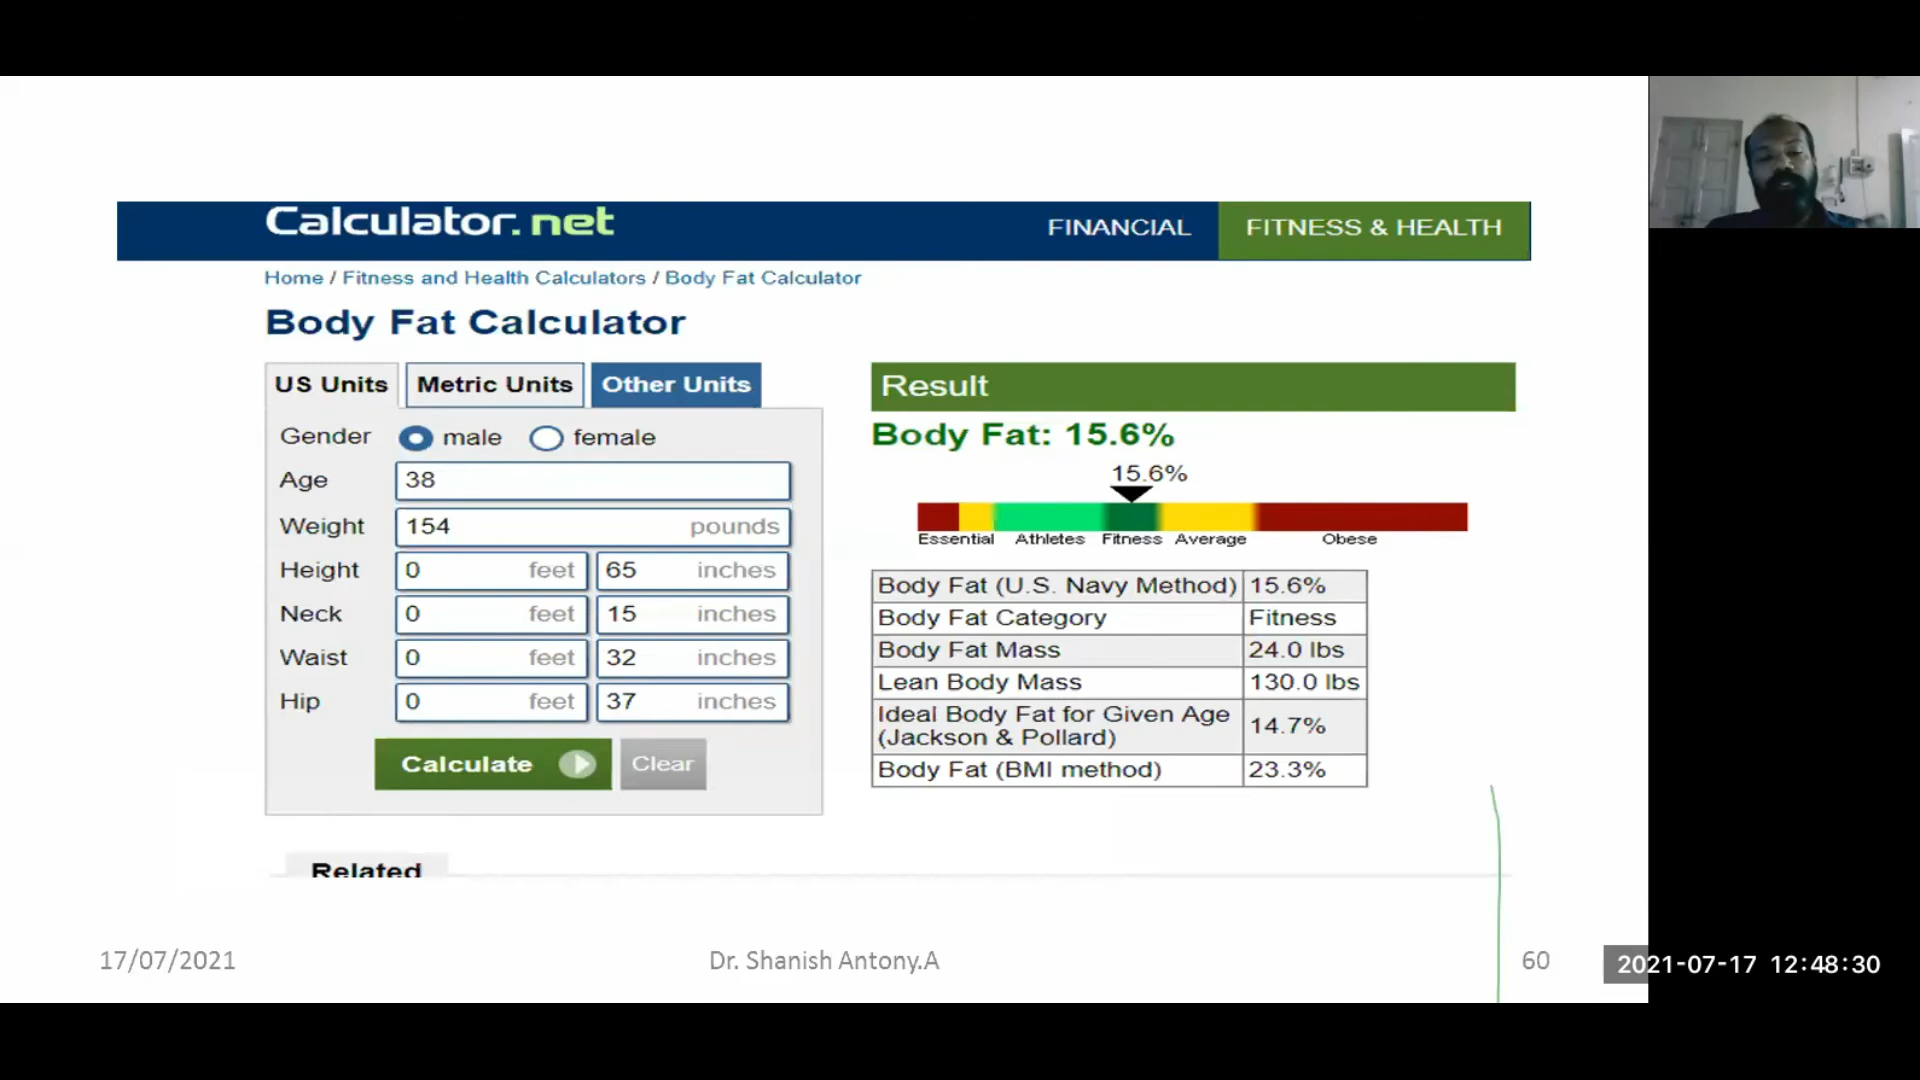 Calculator.net
FINANCIAL FITNESS & HEALTH
Home / Fitness and Health Calculators / Body Fat Calculator
Body Fat Calculator
US Units Metric Units Other Units
Gender male female
Age 38
Weight 154 pounds
Height 0 feet 65 inches
Neck 0 feet 15 inches
Waist 0 feet 32 inches
Hip 0 feet 37 inches
Calculate Clear
Result
Body Fat: 15.6%
15.6%
Essential Athletes Fitness Average Obese
Body Fat (U.S. Navy Method) 15.6%
Body Fat Category Fitness
Body Fat Mass 24.0 lbs
Lean Body Mass 130.0 lbs
Ideal Body Fat for Given Age
(Jackson & Pollard) 14.7%
Body Fat (BMI method) 23.3%
Related
17/07/2021 Dr. Shanish Antony.A 60
2021-07-17 12:48:30